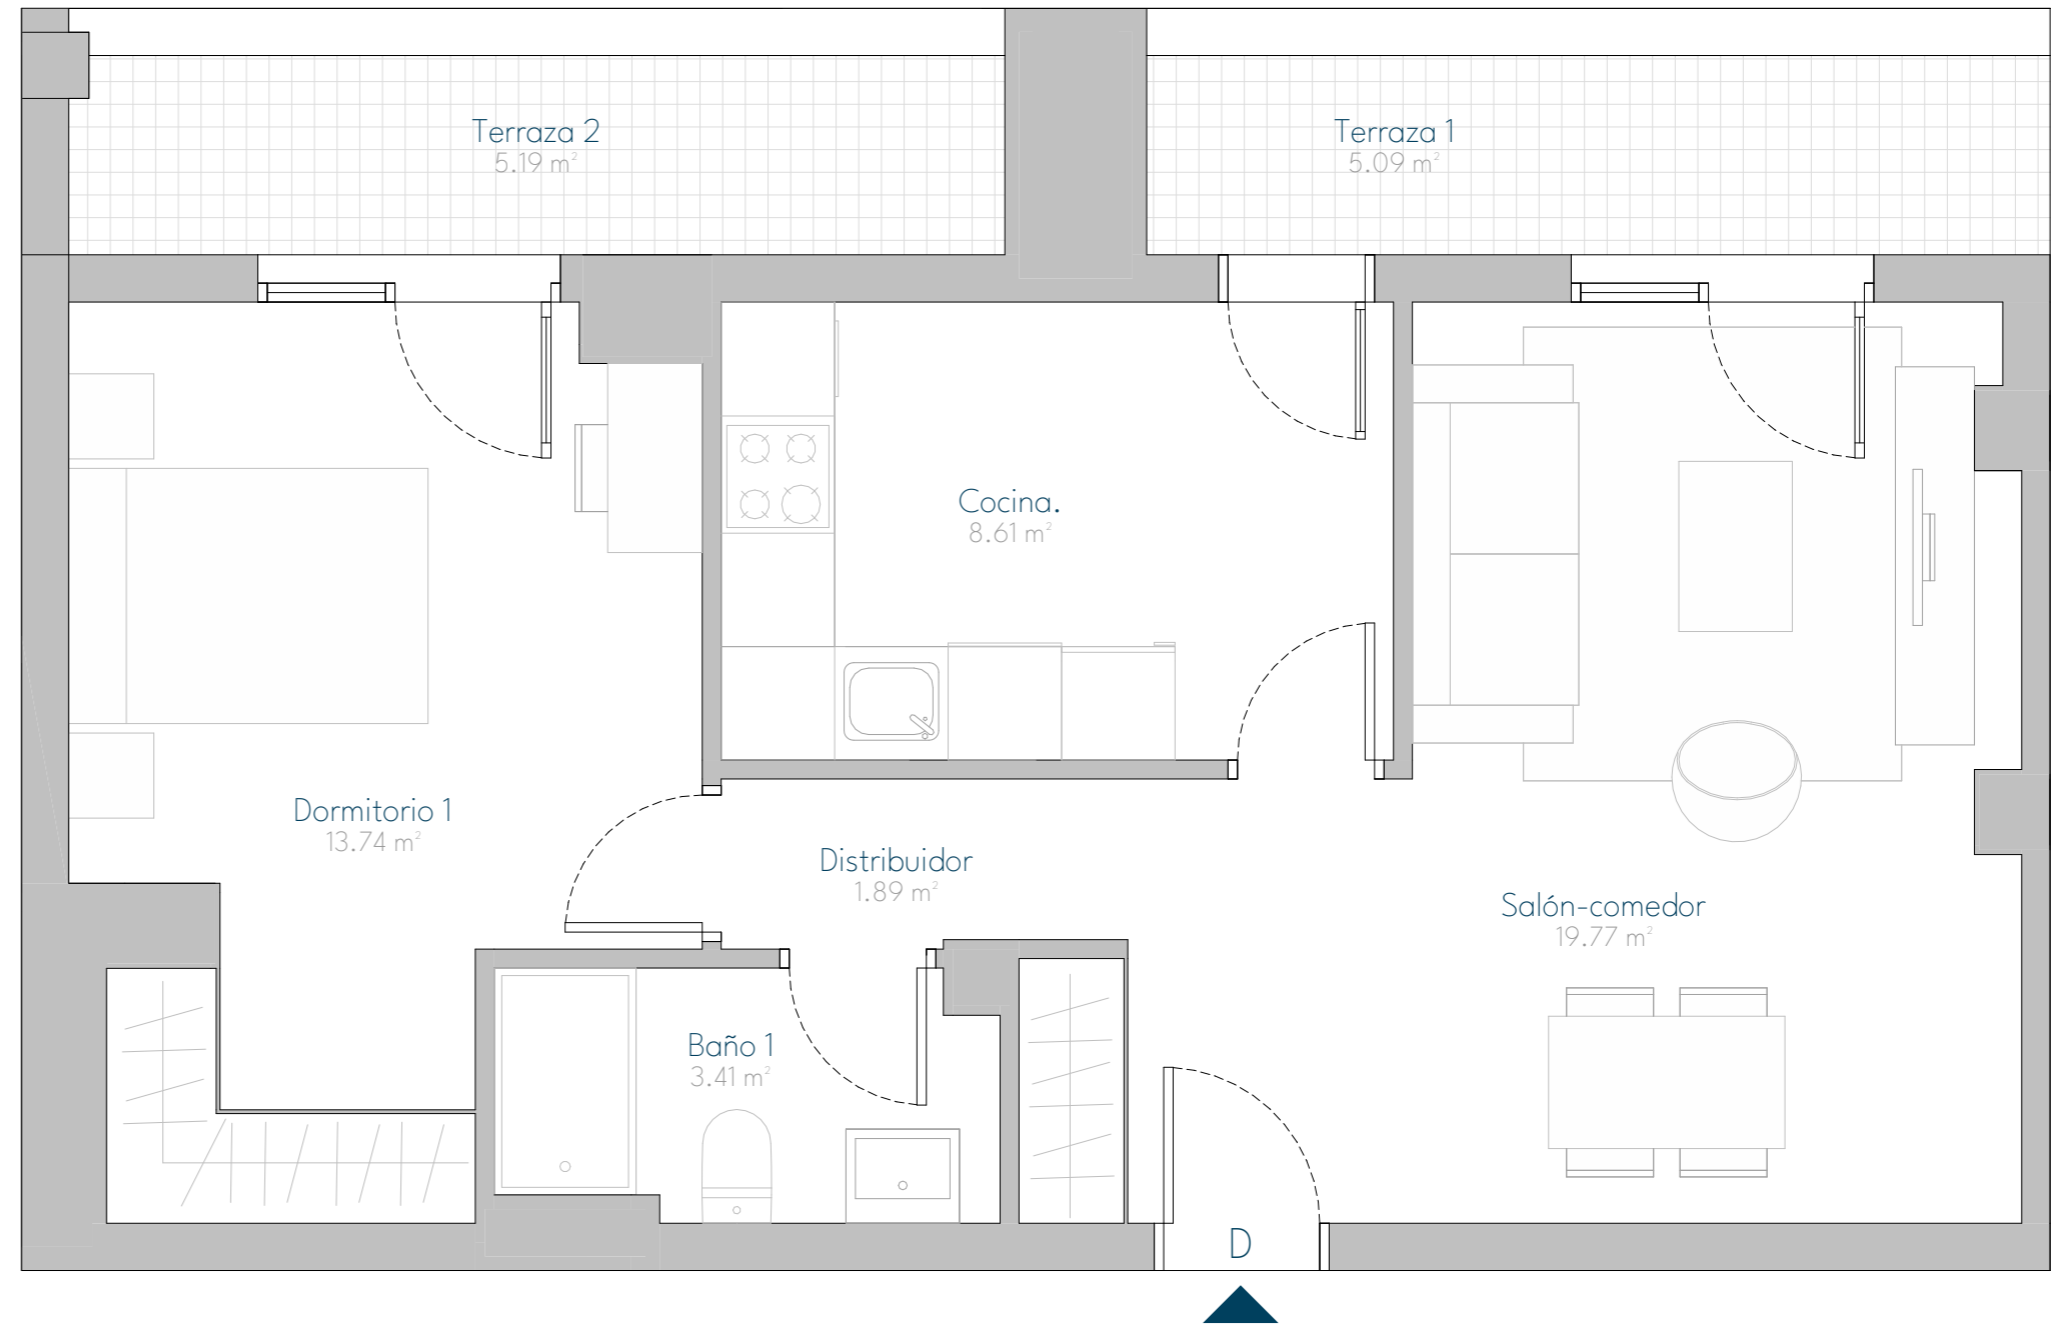 Terraza 2
5.19 m²
Terraza 1
5.09 m²
Cocina.
8.61 m²
Dormitorio 1
13.74 m²
Distribuidor
1.89 m²
Salón-comedor
19.77 m²
Baño 1
3.41 m²
D